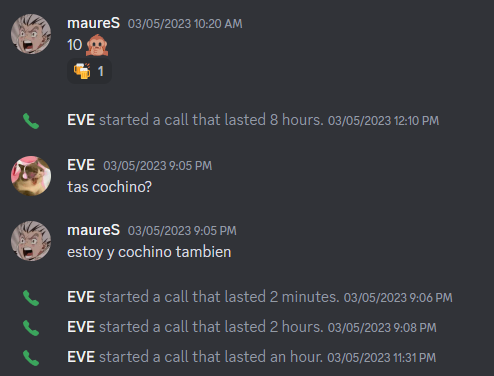 maureS 03/05/2023 10:20 AM
10 🙊
🍻 1
EVE started a call that lasted 8 hours. 03/05/2023 12:10 PM
EVE 03/05/2023 9:05 PM
tas cochino?
maureS 03/05/2023 9:05 PM
estoy y cochino tambien
EVE started a call that lasted 2 minutes. 03/05/2023 9:06 PM
EVE started a call that lasted 2 hours. 03/05/2023 9:08 PM
EVE started a call that lasted an hour. 03/05/2023 11:31 PM